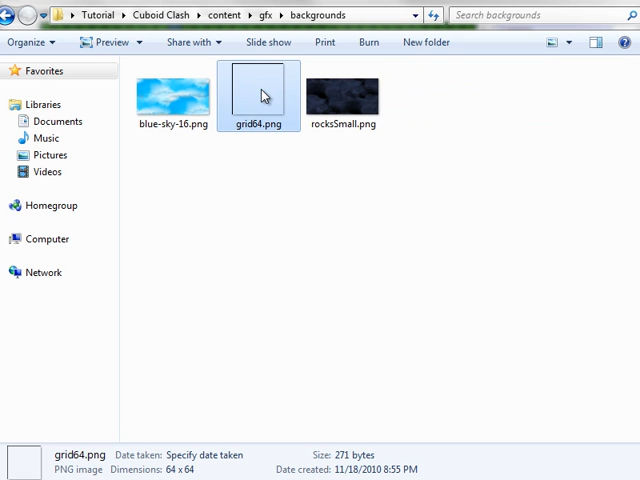 Tutorial Cuboid Clash content gfx backgrounds Search backgrounds
Organize Preview Share with Slide show Print Burn New folder
Favorites
Libraries
Documents
Music
Pictures
Videos
Homegroup
Computer
Network
blue-sky-16.png grid64.png rocksSmall.png
grid64.png Date taken: Specify date taken Size: 271 bytes
PNG image Dimensions: 64 x 64 Date created: 11/18/2010 8:55 PM